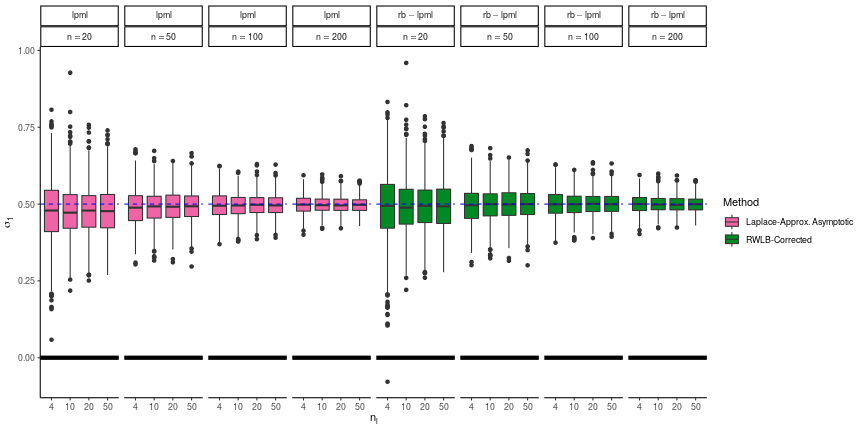 lpml lpml lpml lpml rb − lpml rb − lpml rb − lpml rb − lpml
n = 20 n = 50 n = 100 n = 200 n = 20 n = 50 n = 100 n = 200
1.00
0.75
0.50
0.25
0.00
σ₁
4 10 20 50 4 10 20 50 4 10 20 50 4 10 20 50 4 10 20 50 4 10 20 50 4 10 20 50 4 10 20 50
nᵢ
Method
Laplace-Approx. Asymptotic
RWLB-Corrected